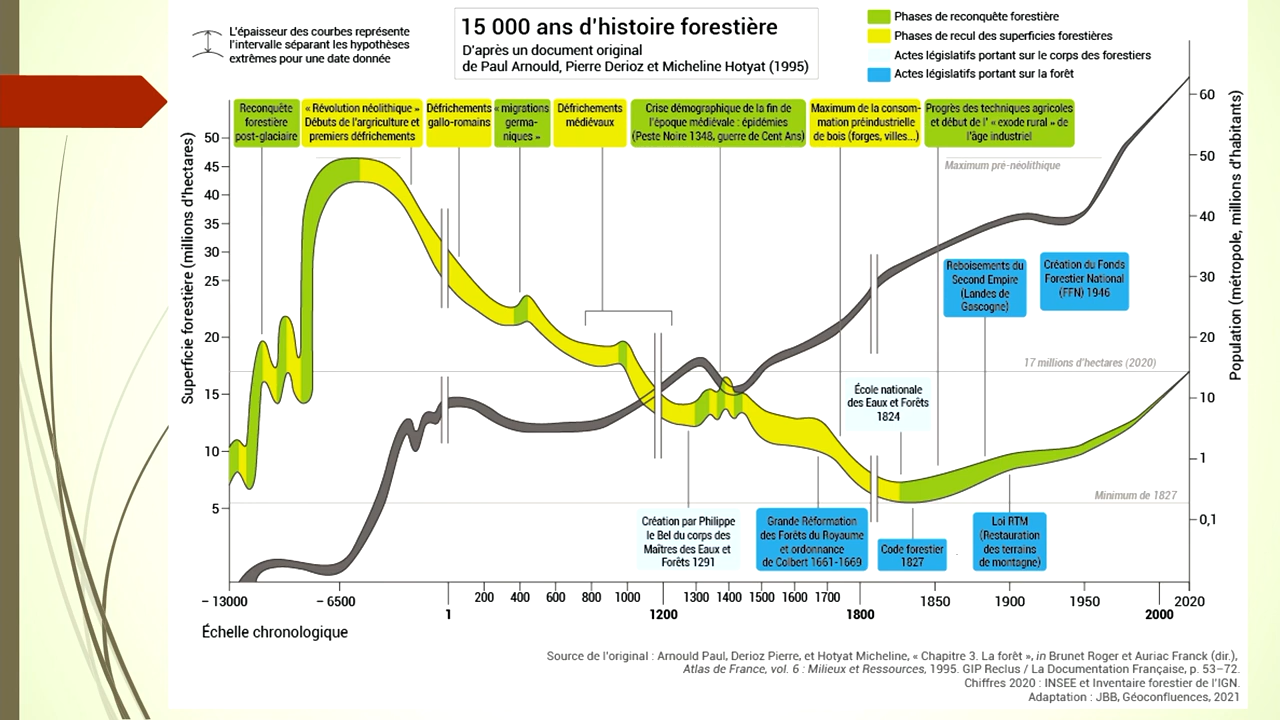 L'épaisseur des courbes représente
l'intervalle séparant les hypothèses
extrêmes pour une date donnée
15 000 ans d'histoire forestière
D'après un document original
de Paul Arnould, Pierre Derioz et Micheline Hotyat (1995)
Phases de reconquête forestière
Phases de recul des superficies forestières
Actes législatifs portant sur le corps des forestiers
Actes législatifs portant sur la forêt
Reconquête
forestière
post-glaciaire
« Révolution néolithique »
Débuts de l'argriculture et
premiers défrichements
Défrichements
gallo-romains
« migrations
germa-
niques »
Défrichements
médiévaux
Crise démographique de la fin de
l'époque médiévale : épidémies
(Peste Noire 1348, guerre de Cent Ans)
Maximum de la consom-
mation préindustrielle
de bois (forges, villes...)
Progrès des techniques agricoles
et début de l' « exode rural » de
l'âge industriel
Superficie forestière (millions d'hectares)
50
45
40
35
30
25
20
15
10
5
Population (métropole, millions d'habitants)
60
50
40
30
20
10
1
0,1
Maximum pré-néolithique
Reboisements du
Second Empire
(Landes de
Gascogne)
Création du Fonds
Forestier National
(FFN) 1946
17 millions d'hectares (2020)
École nationale
des Eaux et Forêts
1824
Minimum de 1827
Création par Philippe
le Bel du corps des
Maîtres des Eaux et
Forêts 1291
Grande Réformation
des Forêts du Royaume
et ordonnance
de Colbert 1661-1669
Code forestier
1827
Loi RTM
(Restauration
des terrains
de montagne)
– 13000 – 6500 1 200 400 600 800 1000 1200 1300 1400 1500 1600 1700 1800 1850 1900 1950 2000 2020
Échelle chronologique
Source de l'original : Arnould Paul, Derioz Pierre, et Hotyat Micheline, « Chapitre 3. La forêt », in Brunet Roger et Auriac Franck (dir.),
Atlas de France, vol. 6 : Milieux et Ressources, 1995. GIP Reclus / La Documentation Française, p. 53–72.
Chiffres 2020 : INSEE et Inventaire forestier de l'IGN.
Adaptation : JBB, Géoconfluences, 2021